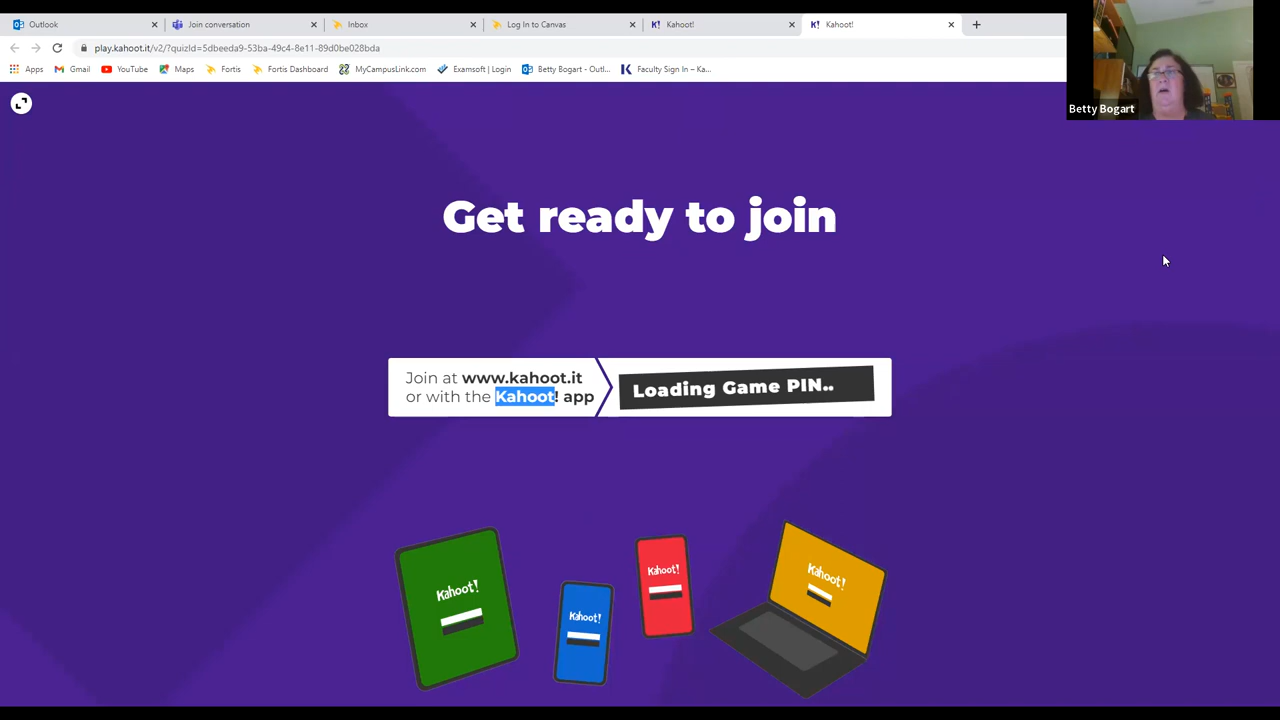 Outlook
Join conversation
Inbox
Log In to Canvas
Kahoot!
Kahoot!
play.kahoot.it/v2/?quizId=5dbeeda9-53ba-49c4-8e11-89d0be028bda
Apps
Gmail
YouTube
Maps
Fortis
Fortis Dashboard
MyCampusLink.com
Examsoft | Login
Betty Bogart - Outl...
Faculty Sign In – Ka...
Betty Bogart
Get ready to join
Join at www.kahoot.it
or with the Kahoot! app
Loading Game PIN..
Kahoot!
Kahoot!
Kahoot!
Kahoot!